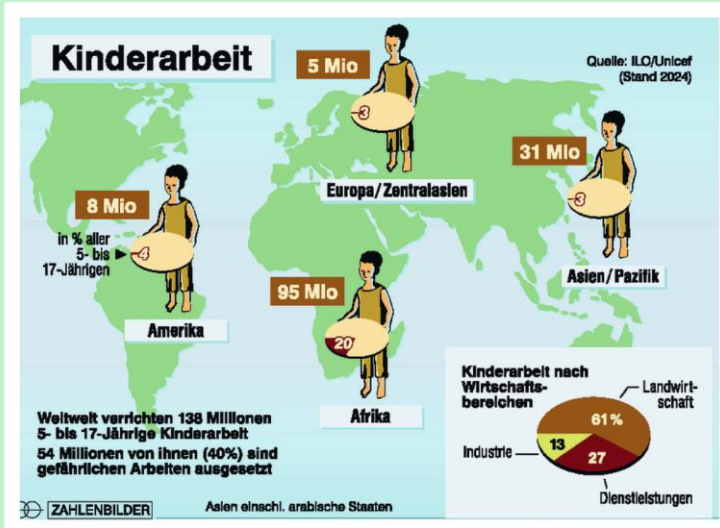 Kinderarbeit
Quelle: ILO/Unicef
(Stand 2024)
5 Mio
3
Europa/Zentralasien
31 Mio
3
Asien/Pazifik
8 Mio
in % aller
5- bis
17-Jährigen
4
Amerika
95 Mio
20
Afrika
Weltweit verrichten 138 Millionen
5- bis 17-Jährige Kinderarbeit
54 Millionen von ihnen (40%) sind
gefährlichen Arbeiten ausgesetzt
Kinderarbeit nach
Wirtschafts-
bereichen
Landwirt-
schaft
61%
Industrie
13
27
Dienstleistungen
ZAHLENBILDER
Asien einschl. arabische Staaten